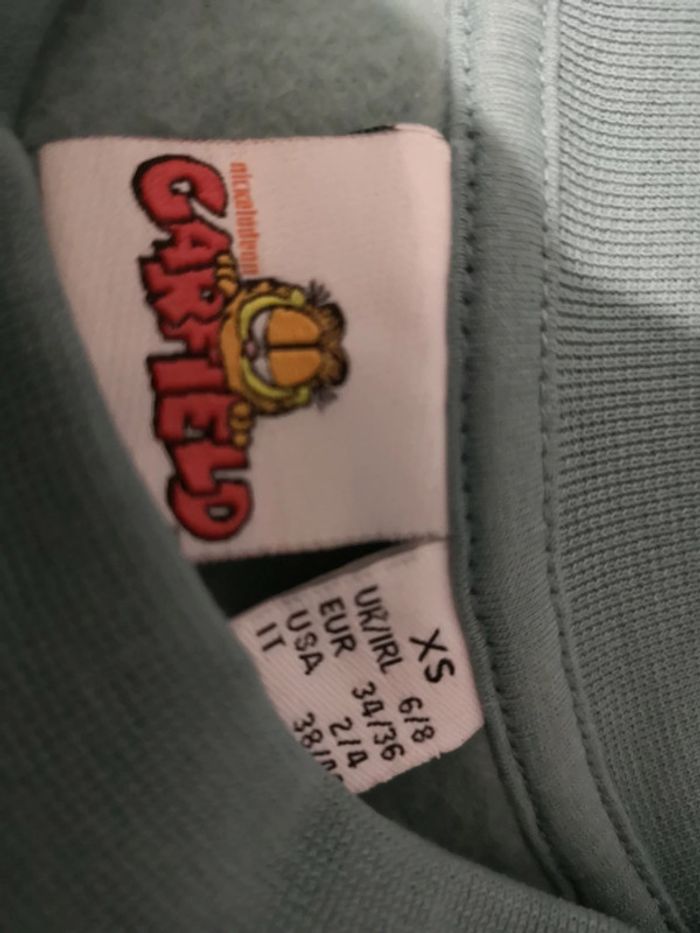 nickelodeon
GARFIELD
XS
UK/IRL 6/8
EUR 34/36
USA 2/4
IT